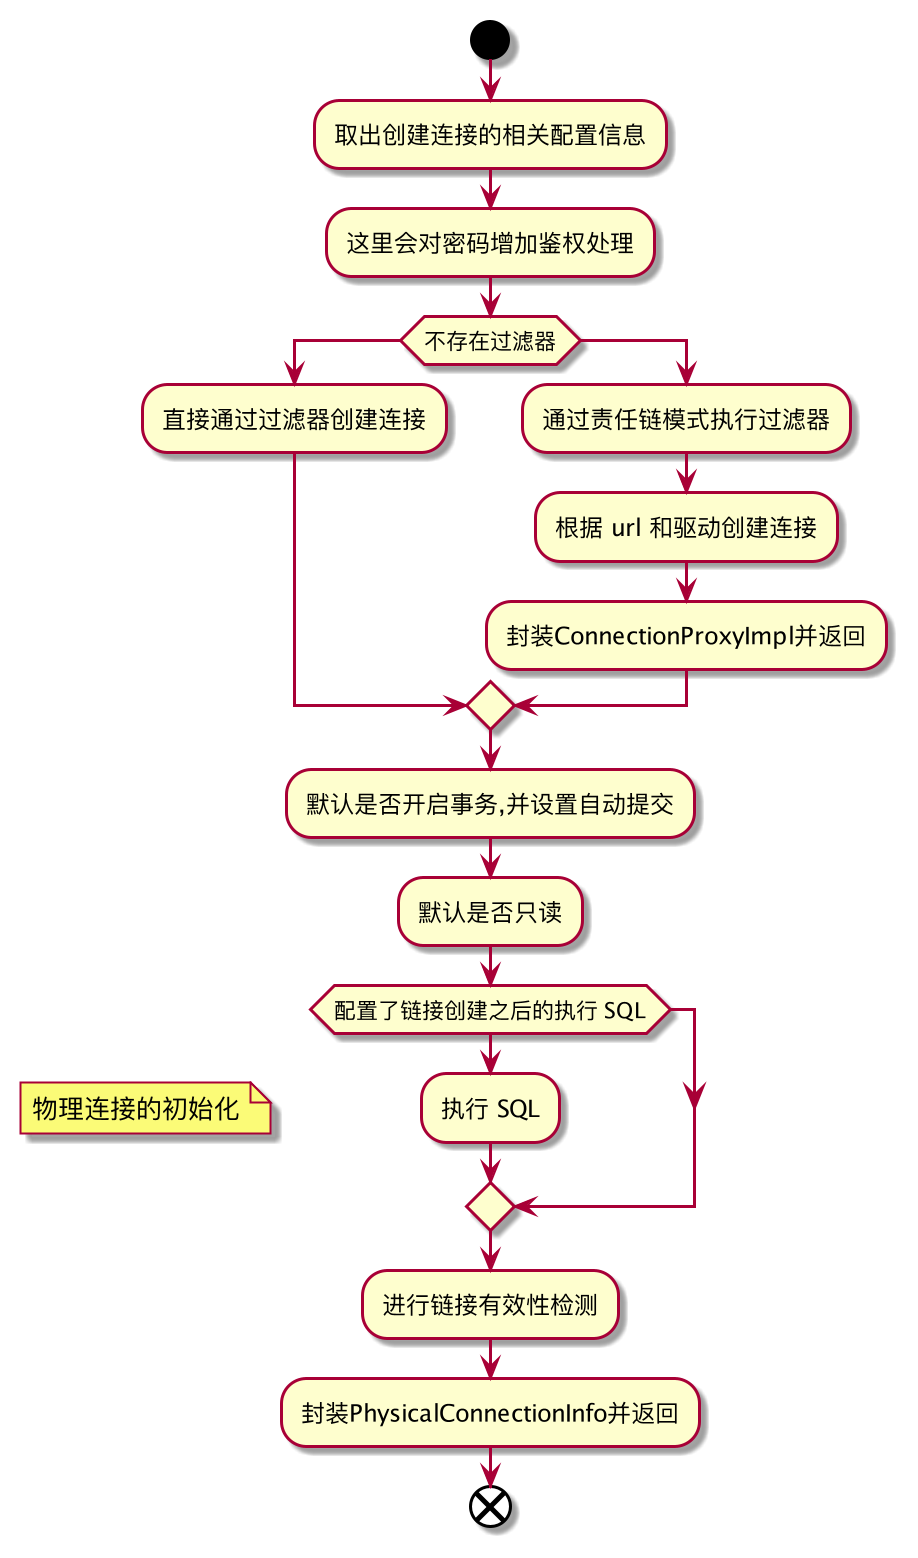 取出创建连接的相关配置信息
这里会对密码增加鉴权处理
不存在过滤器
直接通过过滤器创建连接
通过责任链模式执行过滤器
根据 url 和驱动创建连接
封装ConnectionProxyImpl并返回
默认是否开启事务,并设置自动提交
默认是否只读
配置了链接创建之后的执行 SQL
物理连接的初始化
执行 SQL
进行链接有效性检测
封装PhysicalConnectionInfo并返回